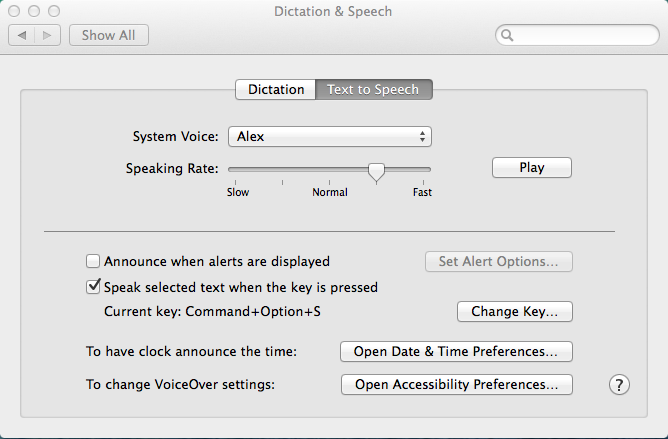 Dictation & Speech
Show All
Dictation Text to Speech
System Voice: Alex
Speaking Rate: Play
Slow Normal Fast
Announce when alerts are displayed Set Alert Options...
Speak selected text when the key is pressed
Current key: Command+Option+S Change Key...
To have clock announce the time: Open Date & Time Preferences...
To change VoiceOver settings: Open Accessibility Preferences... ?